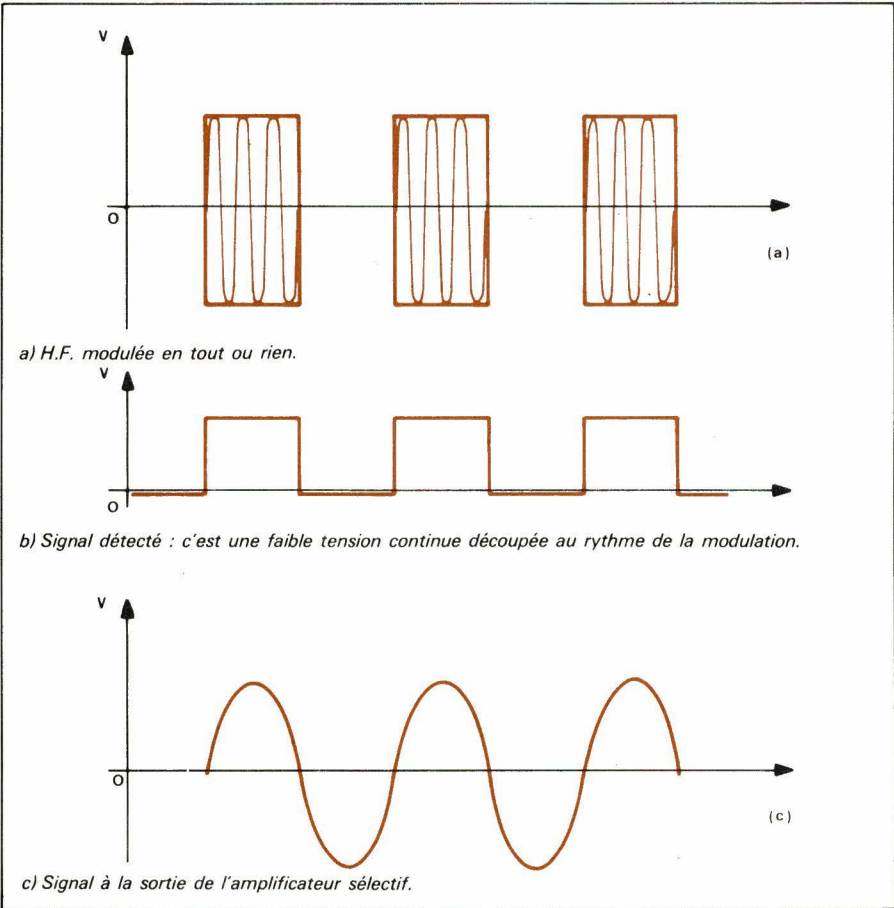 V
O
(a)
a) H.F. modulée en tout ou rien.
V
O
b) Signal détecté : c'est une faible tension continue découpée au rythme de la modulation.
V
O
(c)
c) Signal à la sortie de l'amplificateur sélectif.